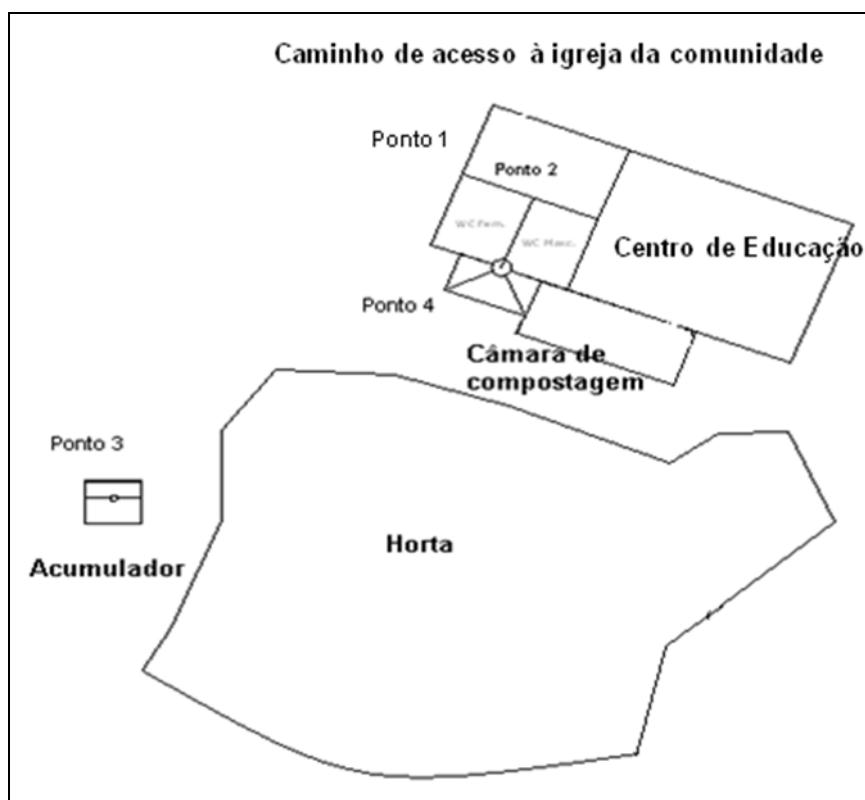 Caminho de acesso à igreja da comunidade
Ponto 1
Ponto 2
WC Fem.
WC Masc.
Centro de Educação
Ponto 4
Câmara de
compostagem
Ponto 3
Horta
Acumulador